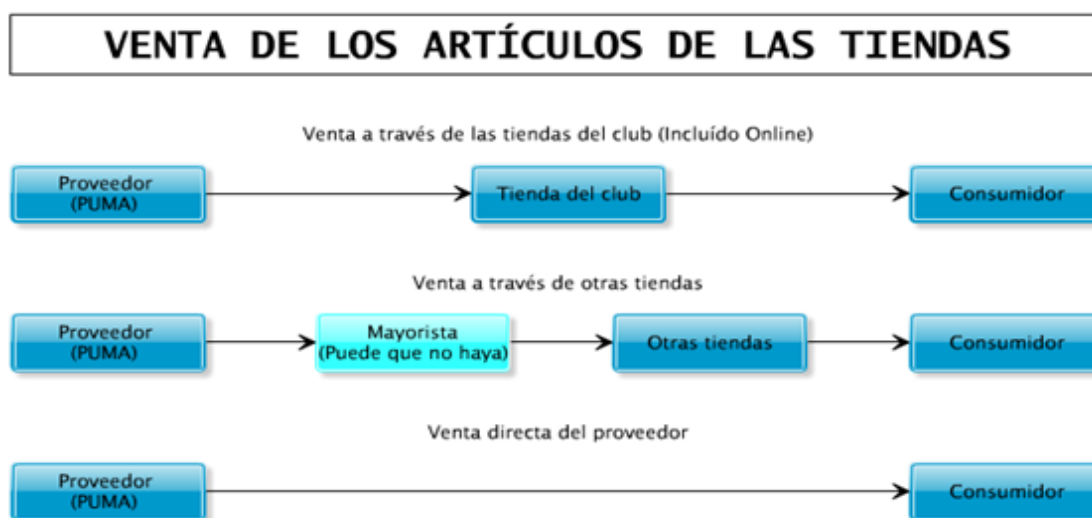 VENTA DE LOS ARTÍCULOS DE LAS TIENDAS
Venta a través de las tiendas del club (Incluído Online)
Proveedor
(PUMA)
Tienda del club
Consumidor
Venta a través de otras tiendas
Proveedor
(PUMA)
Mayorista
(Puede que no haya)
Otras tiendas
Consumidor
Venta directa del proveedor
Proveedor
(PUMA)
Consumidor